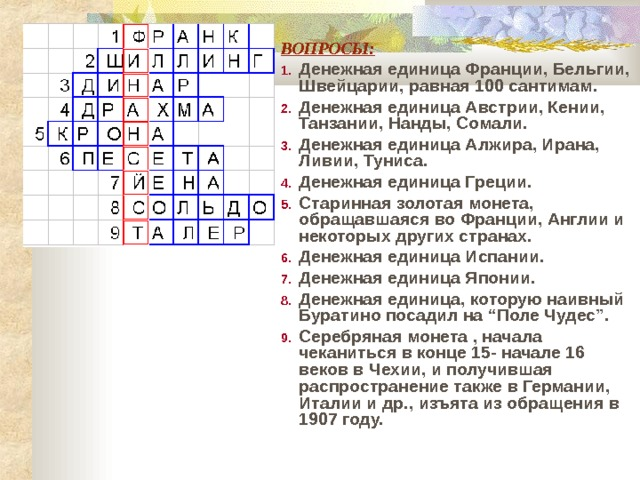 1 Ф Р А Н К
2 Ш И Л Л И Н Г
3 Д И Н А Р
4 Д Р А Х М А
5 К Р О Н А
6 П Е С Е Т А
7 Й Е Н А
8 С О Л Ь Д О
9 Т А Л Е Р
ВОПРОСЫ:
1. Денежная единица Франции, Бельгии,
Швейцарии, равная 100 сантимам.
2. Денежная единица Австрии, Кении,
Танзании, Нанды, Сомали.
3. Денежная единица Алжира, Ирана,
Ливии, Туниса.
4. Денежная единица Греции.
5. Старинная золотая монета,
обращавшаяся во Франции, Англии и
некоторых других странах.
6. Денежная единица Испании.
7. Денежная единица Японии.
8. Денежная единица, которую наивный
Буратино посадил на “Поле Чудес”.
9. Серебряная монета , начала
чеканиться в конце 15- начале 16
веков в Чехии, и получившая
распространение также в Германии,
Италии и др., изъята из обращения в
1907 году.